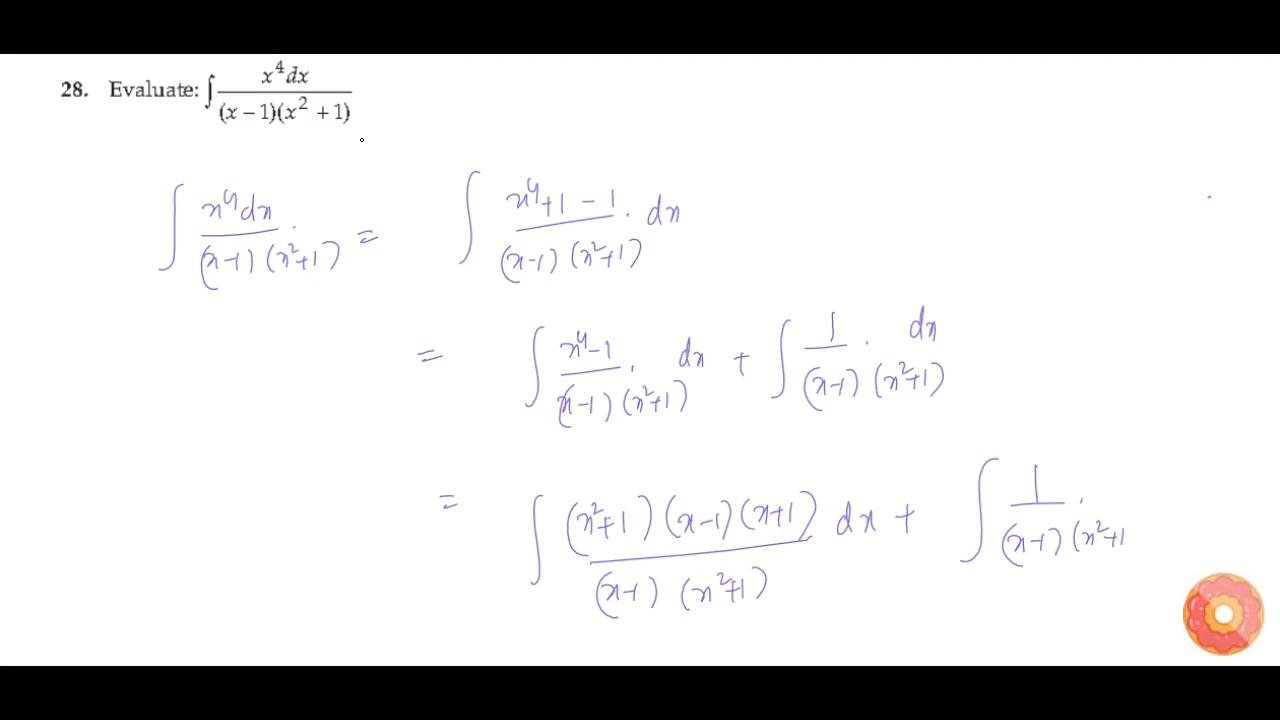 28. Evaluate: ∫ x⁴dx / (x – 1)(x² + 1)
∫ x⁴dx / (x-1)(x²+1) = ∫ x⁴+1-1 / (x-1)(x²+1) . dx
= ∫ x⁴-1 / (x-1)(x²+1) . dx + ∫ 1 / (x-1)(x²+1) . dx
= ∫ (x²+1)(x-1)(x+1) / (x-1)(x²+1) dx + ∫ 1 / (x-1)(x²+1 .